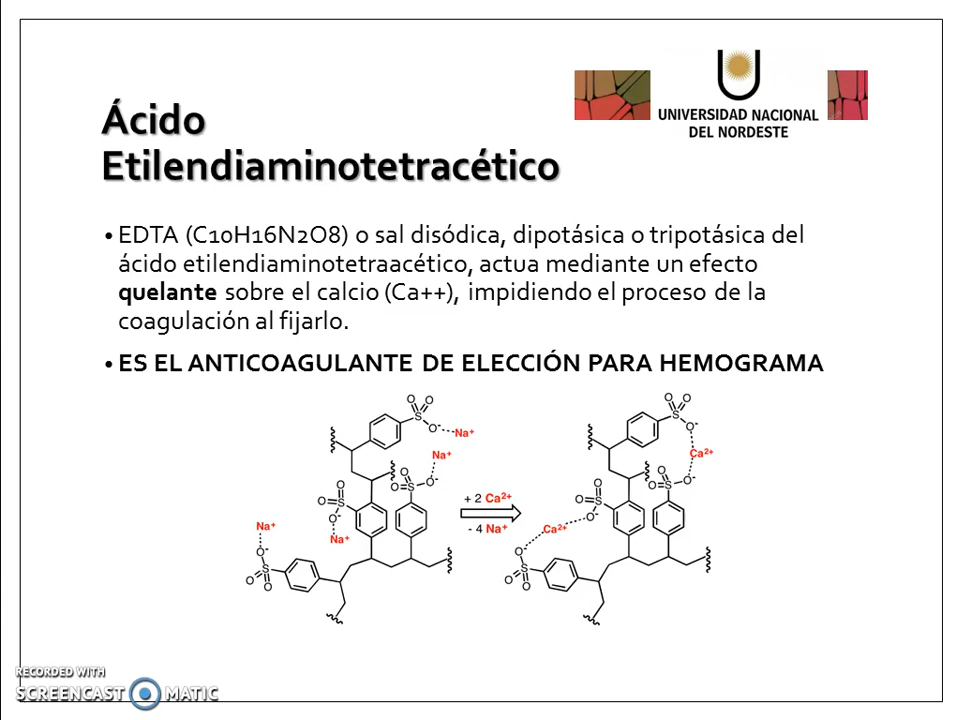 UNIVERSIDAD NACIONAL
DEL NORDESTE
Ácido
Etilendiaminotetracético
• EDTA (C10H16N2O8) o sal disódica, dipotásica o tripotásica del
ácido etilendiaminotetraacético, actua mediante un efecto
quelante sobre el calcio (Ca++), impidiendo el proceso de la
coagulación al fijarlo.
• ES EL ANTICOAGULANTE DE ELECCIÓN PARA HEMOGRAMA
O O
S
O-
Na+
Na+
O
O S O-
O
O S
O-
Na+
Na+
O-
S
O O
+ 2 Ca2+
- 4 Na+
O O
S
O-
Ca2+
O
O S O-
O
O S
O-
Ca2+
O-
S
O O
RECORDED WITH
SCREENCAST MATIC